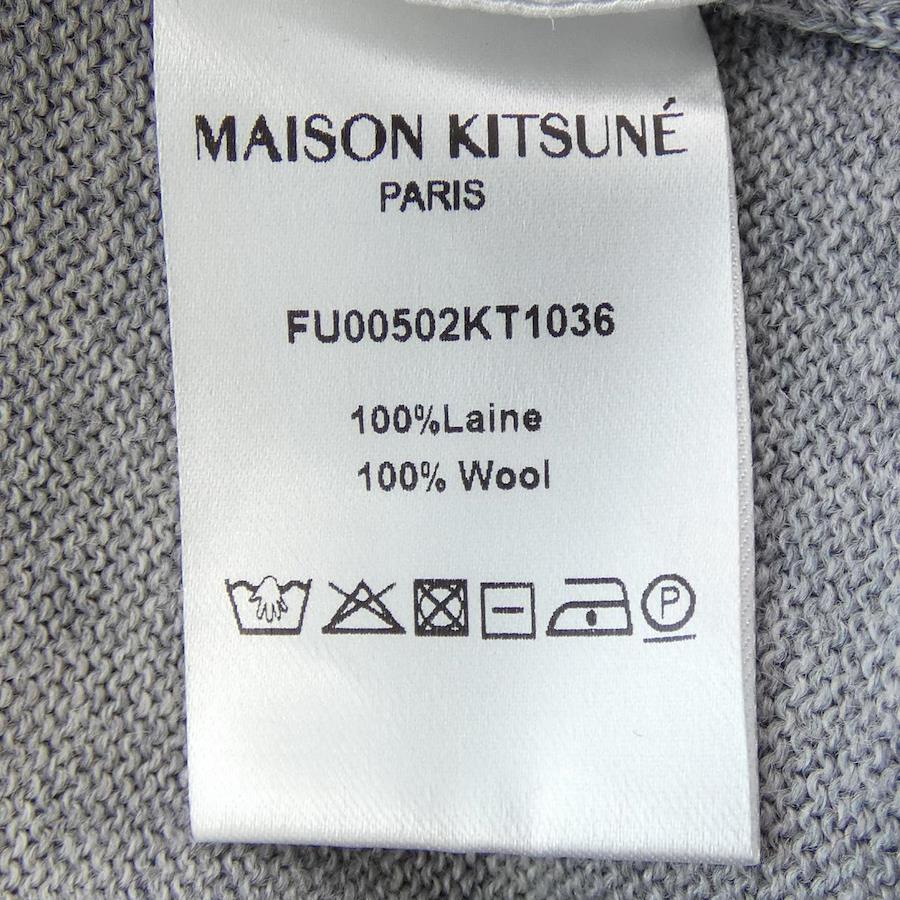 MAISON KITSUNÉ
PARIS
FU00502KT1036
100%Laine
100% Wool
P